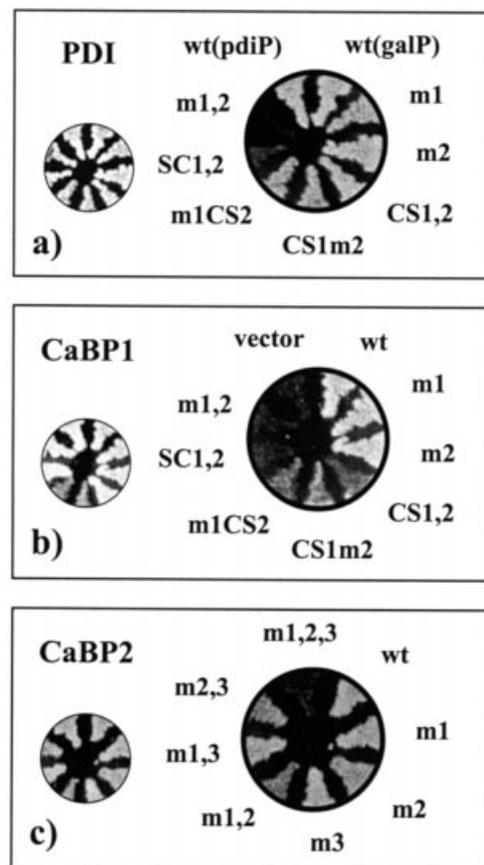 PDI
wt(pdiP) wt(galP)
m1,2 m1
SC1,2 m2
m1CS2 CS1,2
CS1m2
a)
CaBP1
vector wt
m1,2 m1
SC1,2 m2
m1CS2 CS1,2
CS1m2
b)
CaBP2
m1,2,3
wt
m2,3
m1,3 m1
m1,2 m2
m3
c)